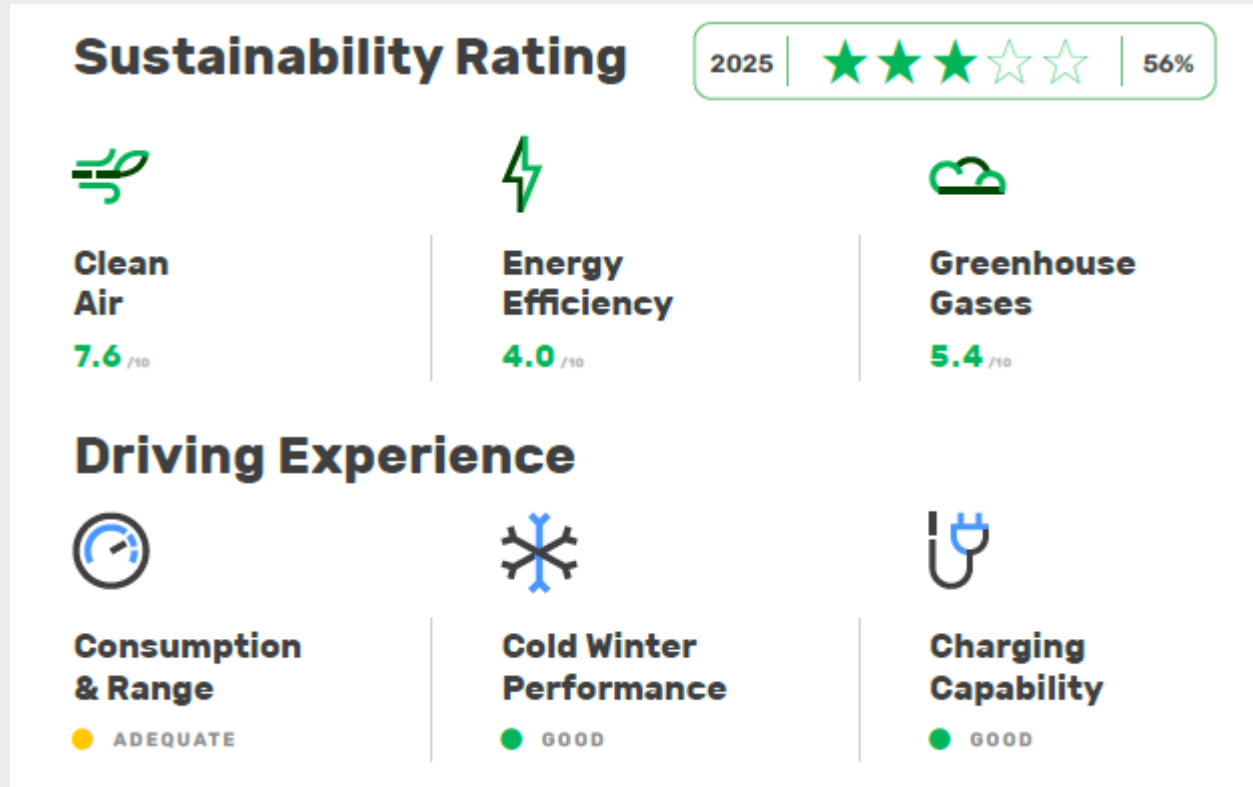 Sustainability Rating
2025 56%
Clean
Air
7.6 /10
Energy
Efficiency
4.0 /10
Greenhouse
Gases
5.4 /10
Driving Experience
Consumption
& Range
ADEQUATE
Cold Winter
Performance
GOOD
Charging
Capability
GOOD